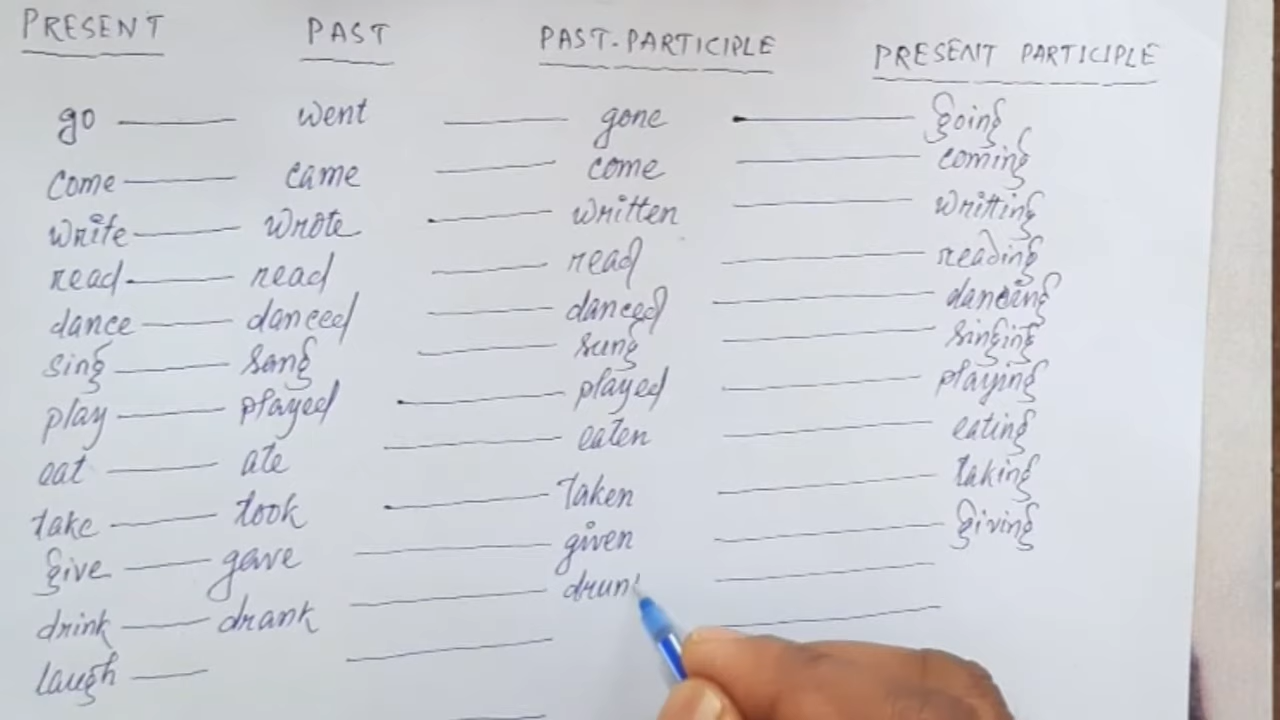 PRESENT PAST PAST-PARTICIPLE PRESENT PARTICIPLE
go went gone going
come came come coming
write wrote written writting
read read read reading
dance danced danced dancing
sing sang sung singing
play played played playing
eat ate eaten eating
take took taken taking
give gave given giving
drink drank drun
laugh